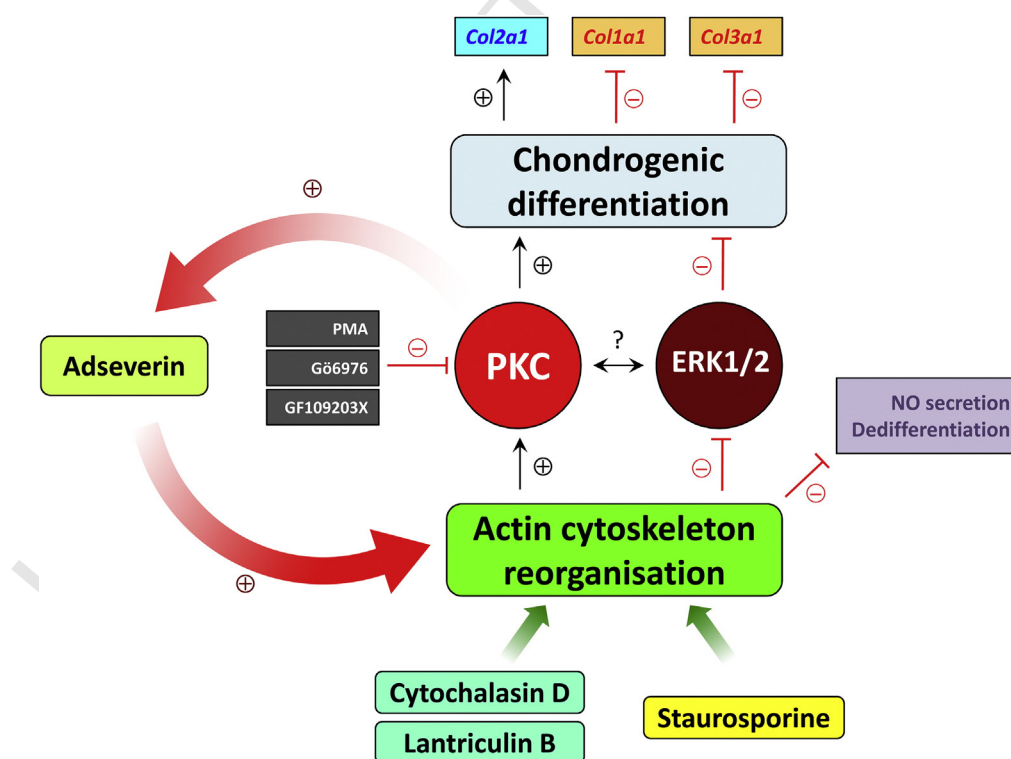 Col2a1
Col1a1
Col3a1
⊕
⊖
⊖
Chondrogenic
differentiation
⊕
⊕
⊖
PMA
Gö6976
GF109203X
⊖
PKC
?
ERK1/2
Adseverin
NO secretion
Dedifferentiation
⊕
⊖
⊖
Actin cytoskeleton
reorganisation
⊕
Cytochalasin D
Lantriculin B
Staurosporine